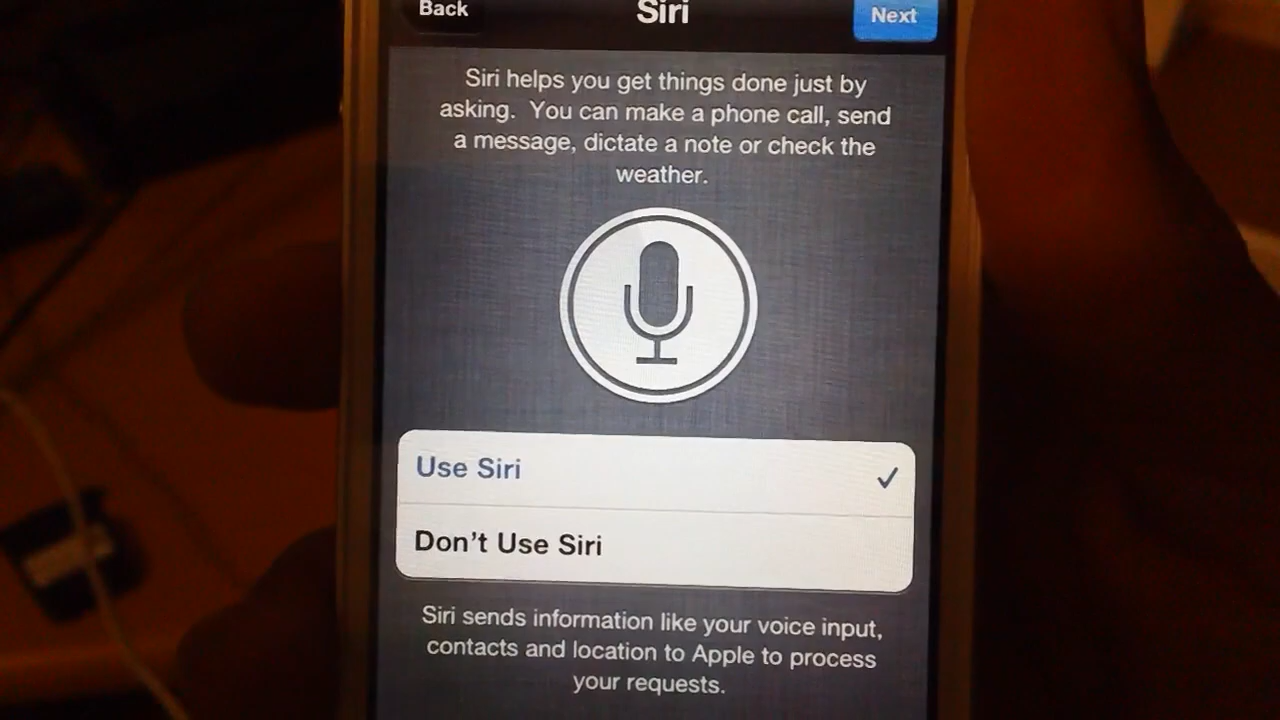 Back Siri Next
Siri helps you get things done just by
asking. You can make a phone call, send
a message, dictate a note or check the
weather.
Use Siri
Don't Use Siri
Siri sends information like your voice input,
contacts and location to Apple to process
your requests.